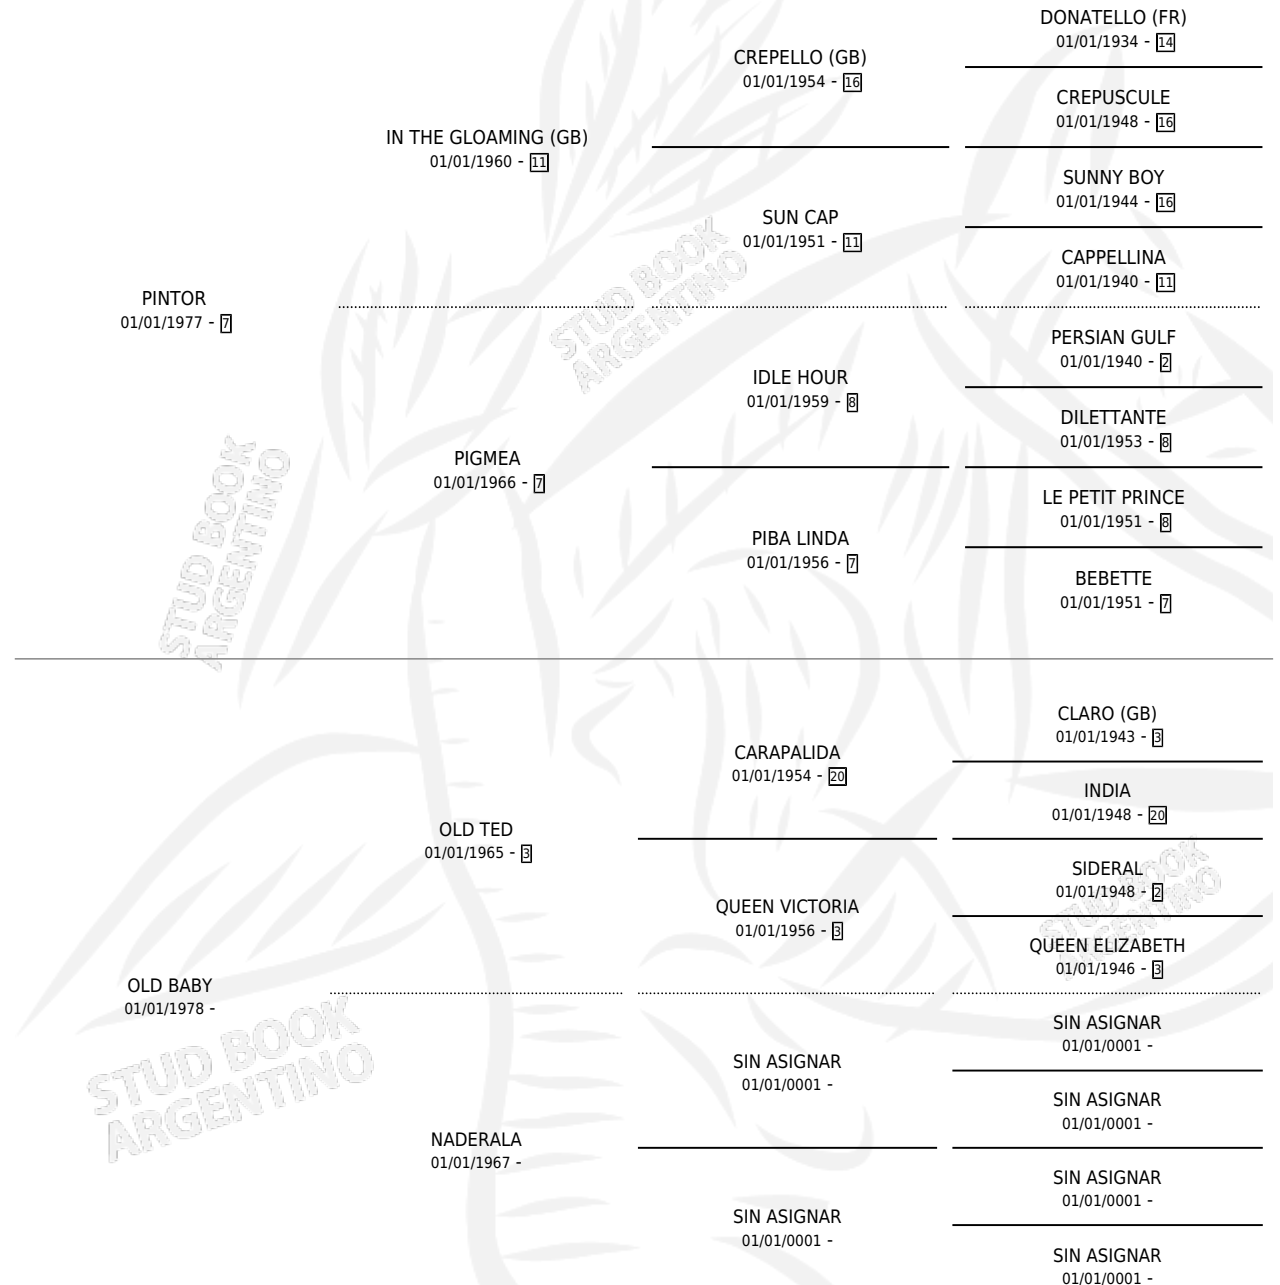 DONATELLO (FR)
01/01/1934 - 14
CREPELLO (GB)
01/01/1954 - 16
CREPUSCULE
01/01/1948 - 16
IN THE GLOAMING (GB)
01/01/1960 - 11
SUNNY BOY
01/01/1944 - 16
SUN CAP
01/01/1951 - 11
CAPPELLINA
01/01/1940 - 11
PINTOR
01/01/1977 - 7
PERSIAN GULF
01/01/1940 - 2
IDLE HOUR
01/01/1959 - 8
DILETTANTE
01/01/1953 - 8
PIGMEA
01/01/1966 - 7
LE PETIT PRINCE
01/01/1951 - 8
PIBA LINDA
01/01/1956 - 7
BEBETTE
01/01/1951 - 7
STUD BOOK
ARGENTINO
STUD BOOK
ARGENTINO
CLARO (GB)
01/01/1943 - 3
CARAPALIDA
01/01/1954 - 20
INDIA
01/01/1948 - 20
OLD TED
01/01/1965 - 3
SIDERAL
01/01/1948 - 2
QUEEN VICTORIA
01/01/1956 - 3
QUEEN ELIZABETH
01/01/1946 - 3
STUD BOOK
ARGENTINO
OLD BABY
01/01/1978 -
SIN ASIGNAR
01/01/0001 -
SIN ASIGNAR
01/01/0001 -
SIN ASIGNAR
01/01/0001 -
NADERALA
01/01/1967 -
SIN ASIGNAR
01/01/0001 -
SIN ASIGNAR
01/01/0001 -
SIN ASIGNAR
01/01/0001 -
STUD BOOK
ARGENTINO